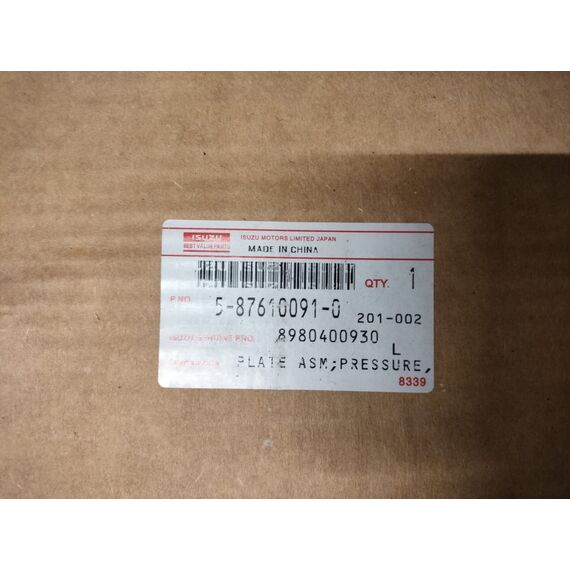 ISUZU
BEST VALUE PARTS
ISUZU MOTORS LIMITED JAPAN
MADE IN CHINA
QTY. 1
P.NO. 5-87610091-0
201-002
8980400930
L
PLATE ASM;PRESSURE,
8339